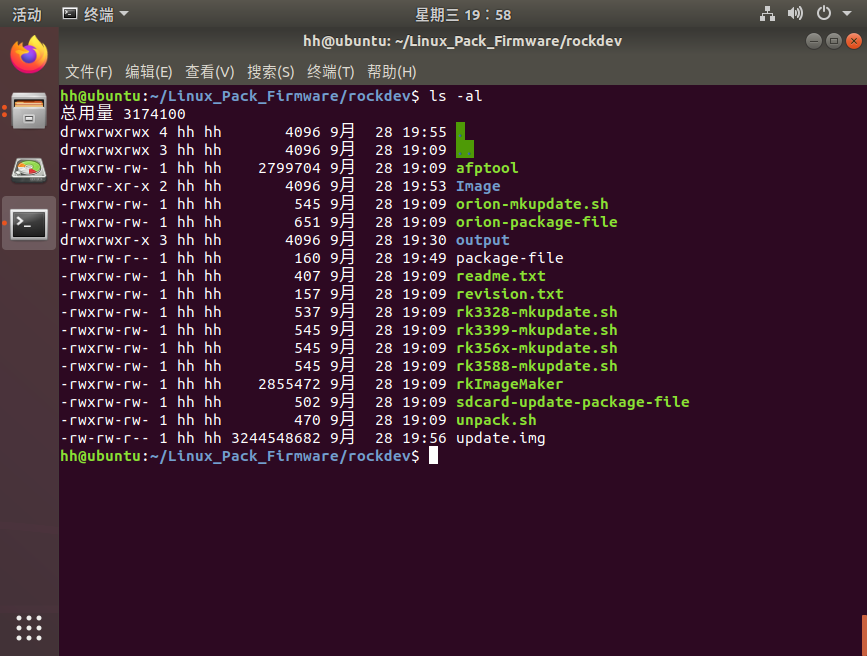 活动 终端 星期三 19：58
hh@ubuntu: ~/Linux_Pack_Firmware/rockdev
文件(F) 编辑(E) 查看(V) 搜索(S) 终端(T) 帮助(H)
hh@ubuntu:~/Linux_Pack_Firmware/rockdev$ ls -al
总用量 3174100
drwxrwxrwx 4 hh hh       4096 9月  28 19:55 .
drwxrwxrwx 3 hh hh       4096 9月  28 19:09 ..
-rwxrw-rw- 1 hh hh    2799704 9月  28 19:09 afptool
drwxr-xr-x 2 hh hh       4096 9月  28 19:53 Image
-rwxrw-rw- 1 hh hh        545 9月  28 19:09 orion-mkupdate.sh
-rwxrw-rw- 1 hh hh        651 9月  28 19:09 orion-package-file
drwxrwxr-x 3 hh hh       4096 9月  28 19:30 output
-rw-rw-r-- 1 hh hh        160 9月  28 19:49 package-file
-rwxrw-rw- 1 hh hh        407 9月  28 19:09 readme.txt
-rwxrw-rw- 1 hh hh        157 9月  28 19:09 revision.txt
-rwxrw-rw- 1 hh hh        537 9月  28 19:09 rk3328-mkupdate.sh
-rwxrw-rw- 1 hh hh        545 9月  28 19:09 rk3399-mkupdate.sh
-rwxrw-rw- 1 hh hh        545 9月  28 19:09 rk356x-mkupdate.sh
-rwxrw-rw- 1 hh hh        545 9月  28 19:09 rk3588-mkupdate.sh
-rwxrw-rw- 1 hh hh    2855472 9月  28 19:09 rkImageMaker
-rwxrw-rw- 1 hh hh        502 9月  28 19:09 sdcard-update-package-file
-rwxrw-rw- 1 hh hh        470 9月  28 19:09 unpack.sh
-rw-rw-r-- 1 hh hh 3244548682 9月  28 19:56 update.img
hh@ubuntu:~/Linux_Pack_Firmware/rockdev$